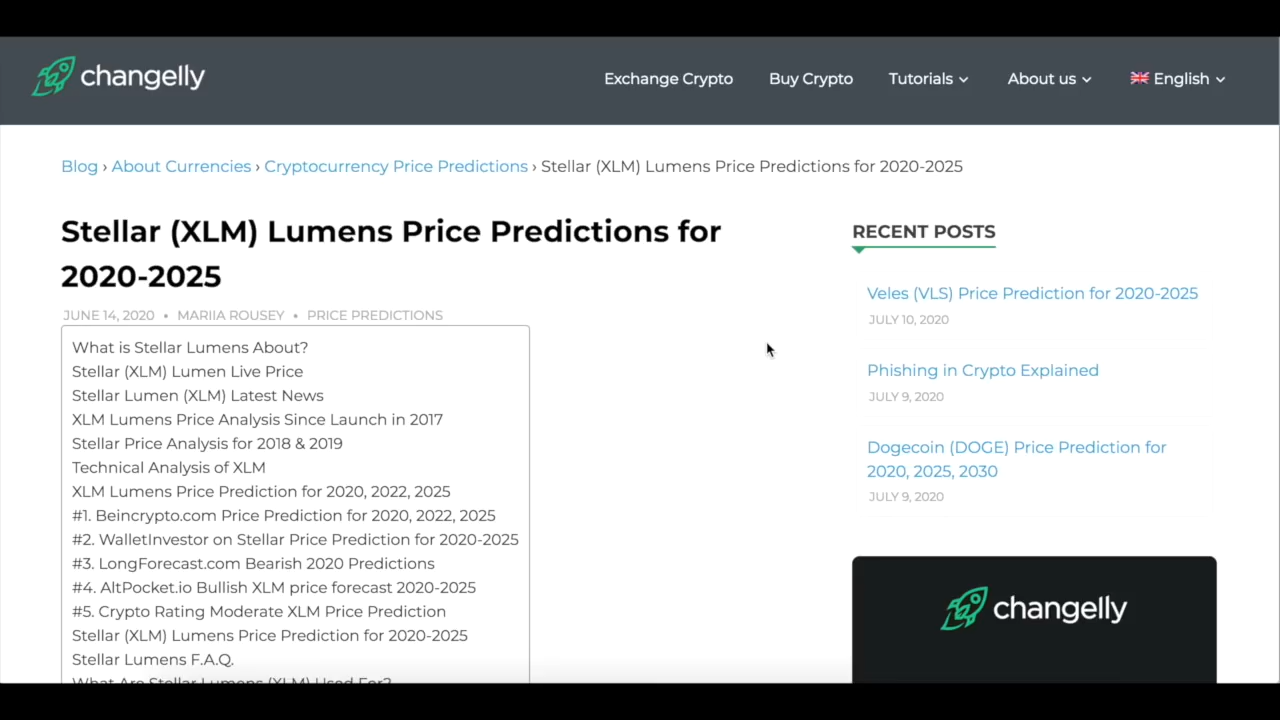 changelly
Exchange Crypto
Buy Crypto
Tutorials
About us
English
Blog › About Currencies › Cryptocurrency Price Predictions › Stellar (XLM) Lumens Price Predictions for 2020-2025
Stellar (XLM) Lumens Price Predictions for
2020-2025
JUNE 14, 2020 • MARIIA ROUSEY • PRICE PREDICTIONS
What is Stellar Lumens About?
Stellar (XLM) Lumen Live Price
Stellar Lumen (XLM) Latest News
XLM Lumens Price Analysis Since Launch in 2017
Stellar Price Analysis for 2018 & 2019
Technical Analysis of XLM
XLM Lumens Price Prediction for 2020, 2022, 2025
#1. Beincrypto.com Price Prediction for 2020, 2022, 2025
#2. WalletInvestor on Stellar Price Prediction for 2020-2025
#3. LongForecast.com Bearish 2020 Predictions
#4. AltPocket.io Bullish XLM price forecast 2020-2025
#5. Crypto Rating Moderate XLM Price Prediction
Stellar (XLM) Lumens Price Prediction for 2020-2025
Stellar Lumens F.A.Q.
What Are Stellar Lumens (XLM) Used For?
RECENT POSTS
Veles (VLS) Price Prediction for 2020-2025
JULY 10, 2020
Phishing in Crypto Explained
JULY 9, 2020
Dogecoin (DOGE) Price Prediction for
2020, 2025, 2030
JULY 9, 2020
changelly